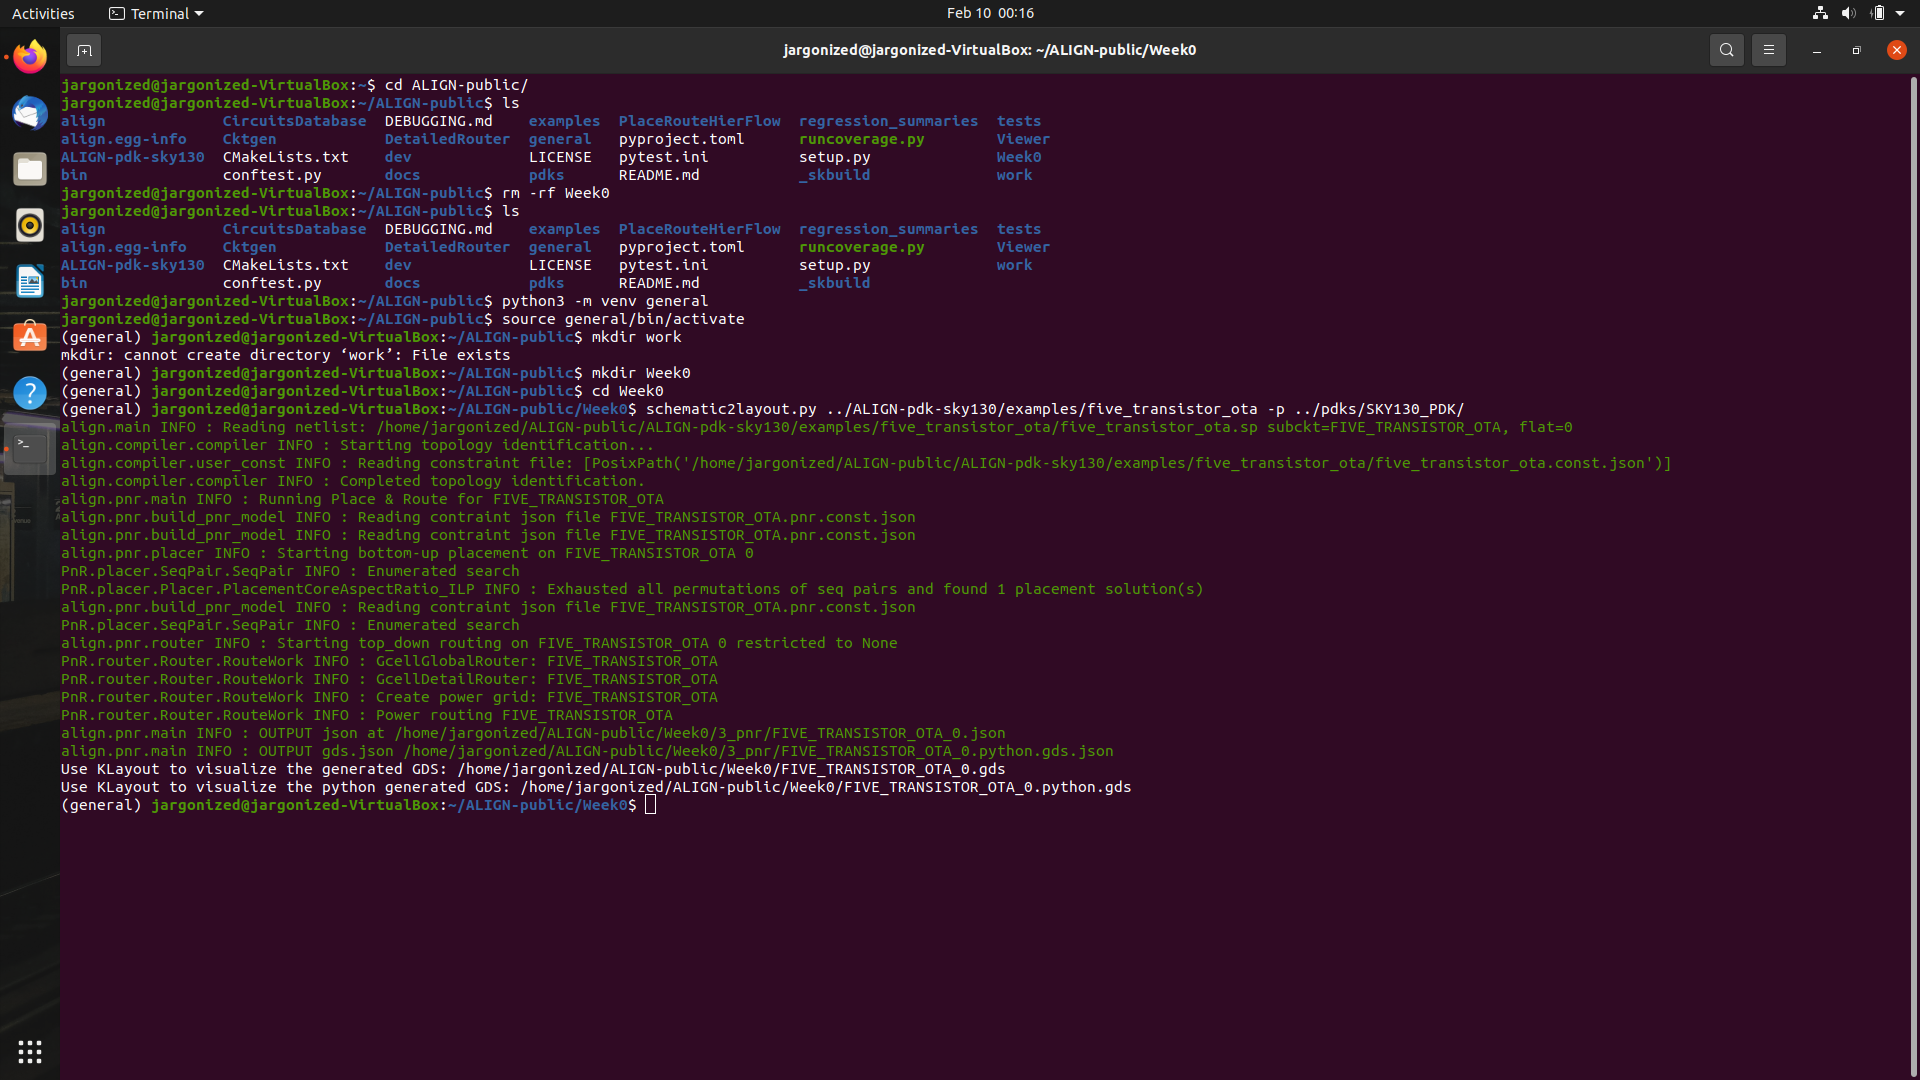 Activities
Terminal
Feb 10 00:16
jargonized@jargonized-VirtualBox: ~/ALIGN-public/Week0
jargonized@jargonized-VirtualBox:~$ cd ALIGN-public/
jargonized@jargonized-VirtualBox:~/ALIGN-public$ ls
align CircuitsDatabase DEBUGGING.md examples PlaceRouteHierFlow regression_summaries tests
align.egg-info Cktgen DetailedRouter general pyproject.toml runcoverage.py Viewer
ALIGN-pdk-sky130 CMakeLists.txt dev LICENSE pytest.ini setup.py Week0
bin conftest.py docs pdks README.md _skbuild work
jargonized@jargonized-VirtualBox:~/ALIGN-public$ rm -rf Week0
jargonized@jargonized-VirtualBox:~/ALIGN-public$ ls
align CircuitsDatabase DEBUGGING.md examples PlaceRouteHierFlow regression_summaries tests
align.egg-info Cktgen DetailedRouter general pyproject.toml runcoverage.py Viewer
ALIGN-pdk-sky130 CMakeLists.txt dev LICENSE pytest.ini setup.py work
bin conftest.py docs pdks README.md _skbuild
jargonized@jargonized-VirtualBox:~/ALIGN-public$ python3 -m venv general
jargonized@jargonized-VirtualBox:~/ALIGN-public$ source general/bin/activate
(general) jargonized@jargonized-VirtualBox:~/ALIGN-public$ mkdir work
mkdir: cannot create directory ‘work’: File exists
(general) jargonized@jargonized-VirtualBox:~/ALIGN-public$ mkdir Week0
(general) jargonized@jargonized-VirtualBox:~/ALIGN-public$ cd Week0
(general) jargonized@jargonized-VirtualBox:~/ALIGN-public/Week0$ schematic2layout.py ../ALIGN-pdk-sky130/examples/five_transistor_ota -p ../pdks/SKY130_PDK/
align.main INFO : Reading netlist: /home/jargonized/ALIGN-public/ALIGN-pdk-sky130/examples/five_transistor_ota/five_transistor_ota.sp subckt=FIVE_TRANSISTOR_OTA, flat=0
align.compiler.compiler INFO : Starting topology identification...
align.compiler.user_const INFO : Reading constraint file: [PosixPath('/home/jargonized/ALIGN-public/ALIGN-pdk-sky130/examples/five_transistor_ota/five_transistor_ota.const.json')]
align.compiler.compiler INFO : Completed topology identification.
align.pnr.main INFO : Running Place & Route for FIVE_TRANSISTOR_OTA
align.pnr.build_pnr_model INFO : Reading contraint json file FIVE_TRANSISTOR_OTA.pnr.const.json
align.pnr.build_pnr_model INFO : Reading contraint json file FIVE_TRANSISTOR_OTA.pnr.const.json
align.pnr.placer INFO : Starting bottom-up placement on FIVE_TRANSISTOR_OTA 0
PnR.placer.SeqPair.SeqPair INFO : Enumerated search
PnR.placer.Placer.PlacementCoreAspectRatio_ILP INFO : Exhausted all permutations of seq pairs and found 1 placement solution(s)
align.pnr.build_pnr_model INFO : Reading contraint json file FIVE_TRANSISTOR_OTA.pnr.const.json
PnR.placer.SeqPair.SeqPair INFO : Enumerated search
align.pnr.router INFO : Starting top_down routing on FIVE_TRANSISTOR_OTA 0 restricted to None
PnR.router.Router.RouteWork INFO : GcellGlobalRouter: FIVE_TRANSISTOR_OTA
PnR.router.Router.RouteWork INFO : GcellDetailRouter: FIVE_TRANSISTOR_OTA
PnR.router.Router.RouteWork INFO : Create power grid: FIVE_TRANSISTOR_OTA
PnR.router.Router.RouteWork INFO : Power routing FIVE_TRANSISTOR_OTA
align.pnr.main INFO : OUTPUT json at /home/jargonized/ALIGN-public/Week0/3_pnr/FIVE_TRANSISTOR_OTA_0.json
align.pnr.main INFO : OUTPUT gds.json /home/jargonized/ALIGN-public/Week0/3_pnr/FIVE_TRANSISTOR_OTA_0.python.gds.json
Use KLayout to visualize the generated GDS: /home/jargonized/ALIGN-public/Week0/FIVE_TRANSISTOR_OTA_0.gds
Use KLayout to visualize the python generated GDS: /home/jargonized/ALIGN-public/Week0/FIVE_TRANSISTOR_OTA_0.python.gds
(general) jargonized@jargonized-VirtualBox:~/ALIGN-public/Week0$